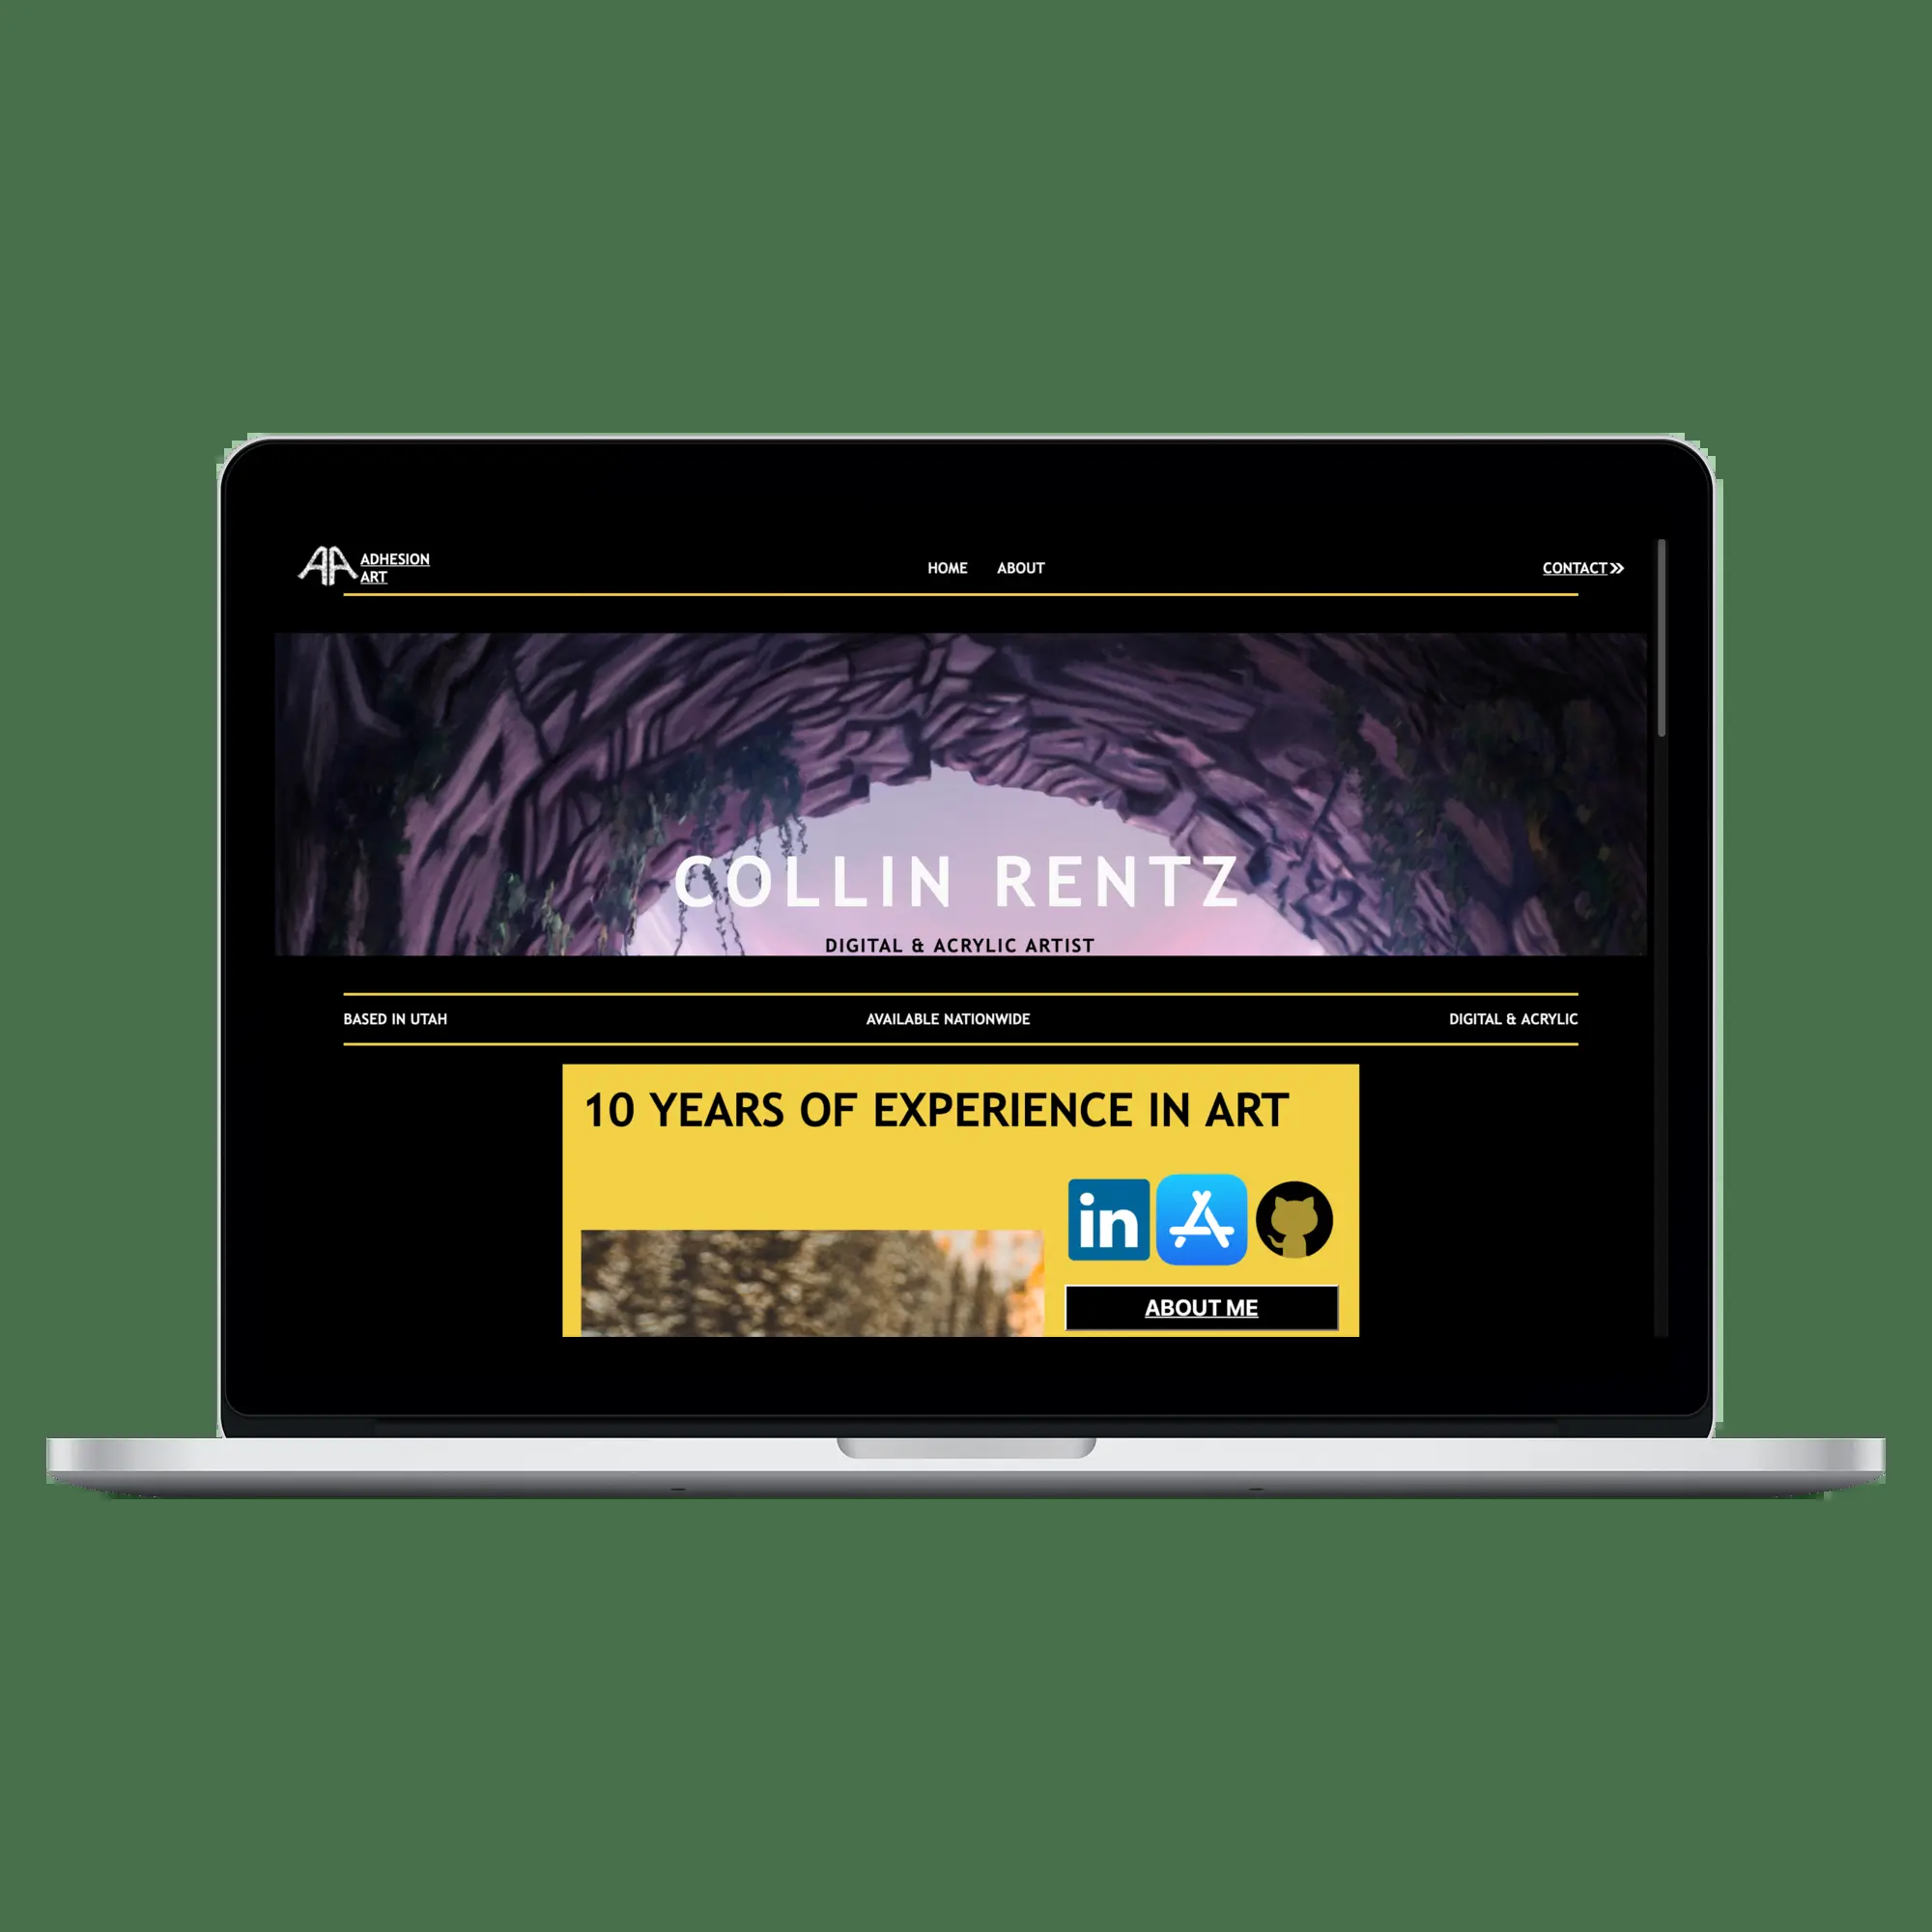 ADHESION
ART
HOME ABOUT
CONTACT
COLLIN RENTZ
DIGITAL & ACRYLIC ARTIST
BASED IN UTAH
AVAILABLE NATIONWIDE
DIGITAL & ACRYLIC
10 YEARS OF EXPERIENCE IN ART
in
ABOUT ME